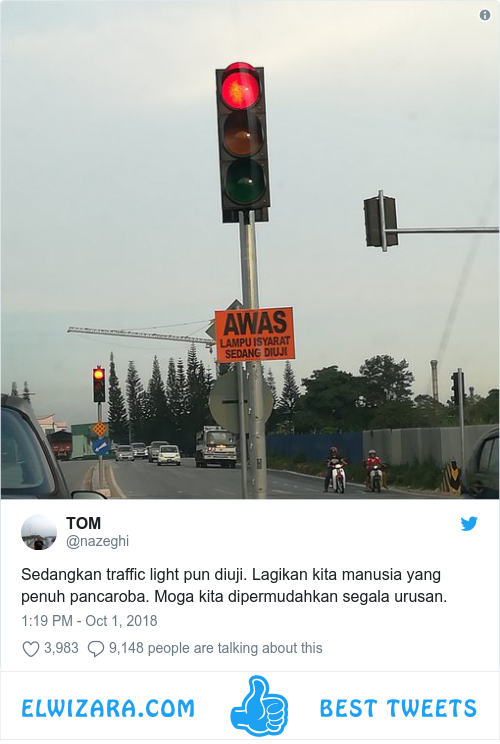 AWAS
LAMPU ISYARAT
SEDANG DIUJI
TOM
@nazeghi
Sedangkan traffic light pun diuji. Lagikan kita manusia yang
penuh pancaroba. Moga kita dipermudahkan segala urusan.
1:19 PM - Oct 1, 2018
3,983 9,148 people are talking about this
ELWIZARA.COM BEST TWEETS